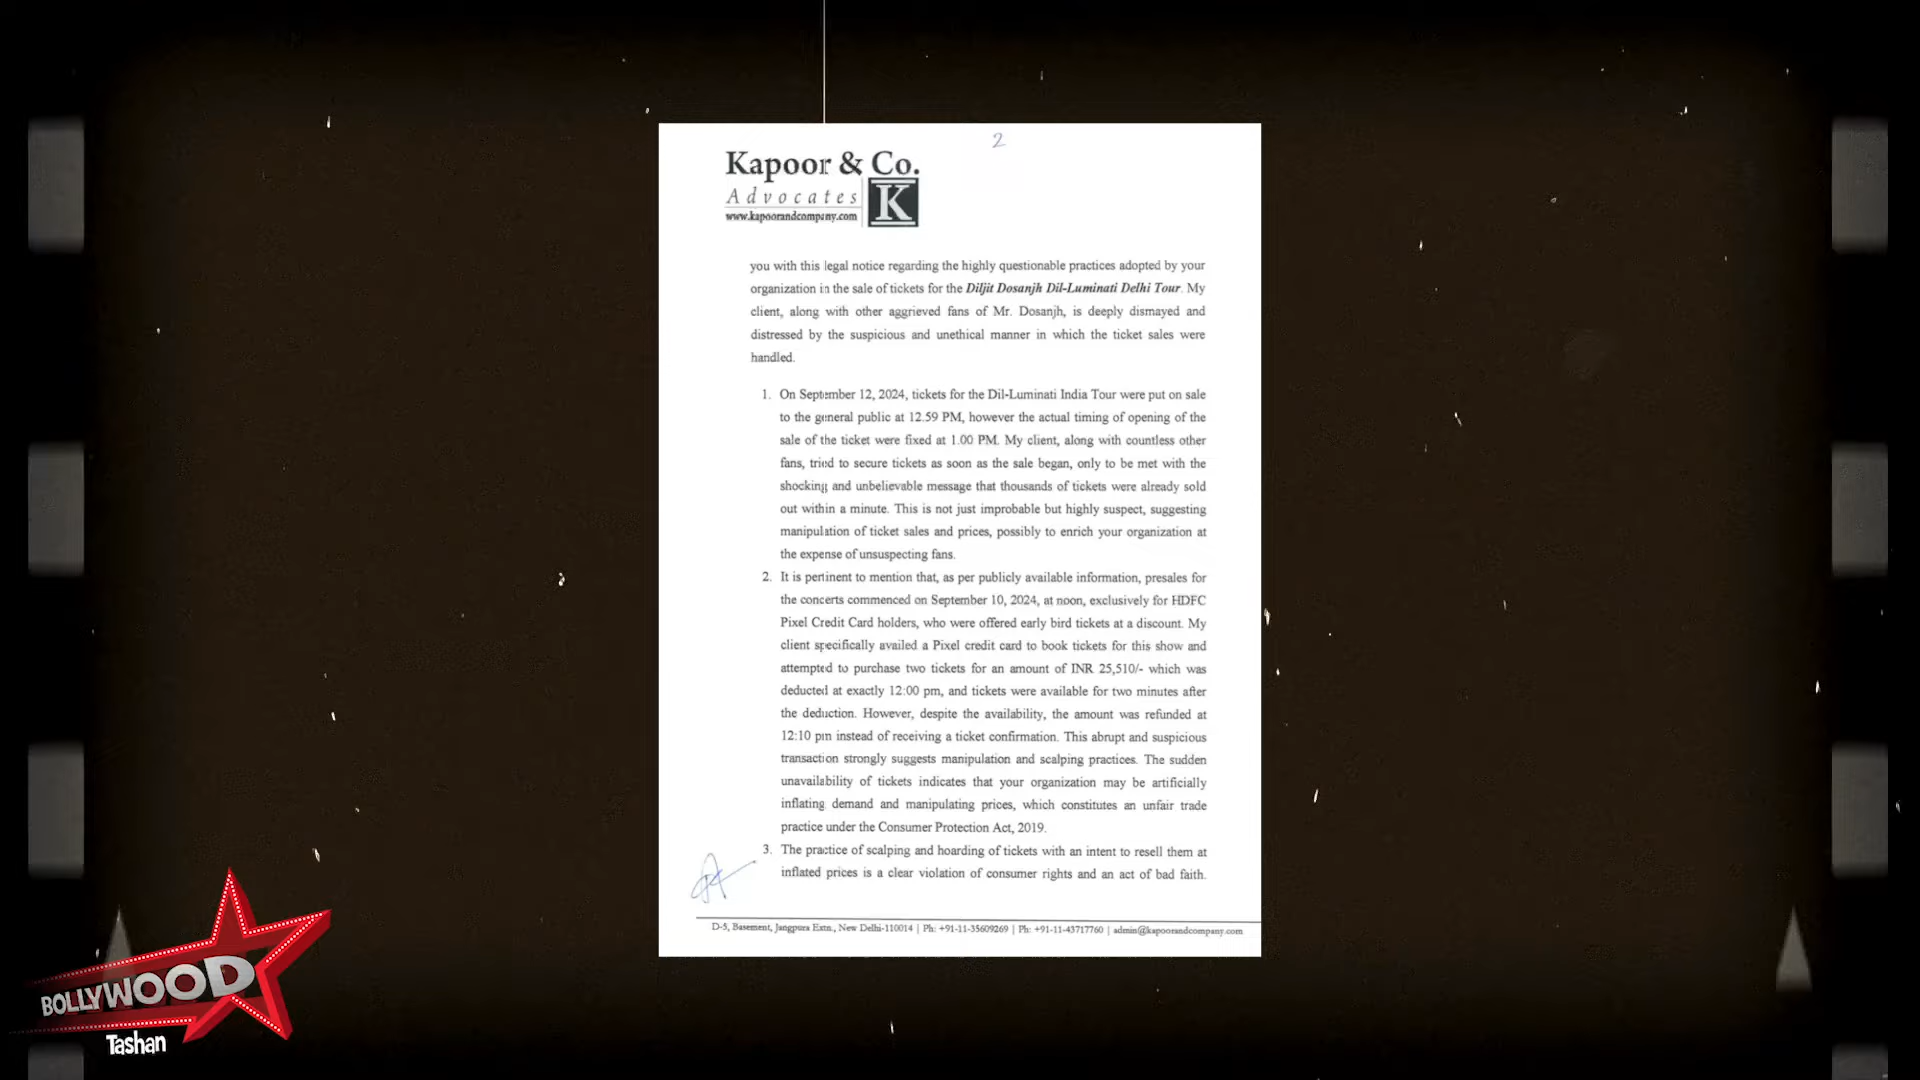 2
Kapoor & Co.
Advocates
K
www.kapoorandcompany.com
you with this legal notice regarding the highly questionable practices adopted by your
organization in the sale of tickets for the Diljit Dosanjh Dil-Luminati Delhi Tour. My
client, along with other aggrieved fans of Mr. Dosanjh, is deeply dismayed and
distressed by the suspicious and unethical manner in which the ticket sales were
handled.
1. On September 12, 2024, tickets for the Dil-Luminati India Tour were put on sale
to the general public at 12.59 PM, however the actual timing of opening of the
sale of the ticket were fixed at 1.00 PM. My client, along with countless other
fans, tried to secure tickets as soon as the sale began, only to be met with the
shocking and unbelievable message that thousands of tickets were already sold
out within a minute. This is not just improbable but highly suspect, suggesting
manipulation of ticket sales and prices, possibly to enrich your organization at
the expense of unsuspecting fans.
2. It is pertinent to mention that, as per publicly available information, presales for
the concerts commenced on September 10, 2024, at noon, exclusively for HDFC
Pixel Credit Card holders, who were offered early bird tickets at a discount. My
client specifically availed a Pixel credit card to book tickets for this show and
attempted to purchase two tickets for an amount of INR 25,510/- which was
deducted at exactly 12:00 pm, and tickets were available for two minutes after
the deduction. However, despite the availability, the amount was refunded at
12:10 pm instead of receiving a ticket confirmation. This abrupt and suspicious
transaction strongly suggests manipulation and scalping practices. The sudden
unavailability of tickets indicates that your organization may be artificially
inflating demand and manipulating prices, which constitutes an unfair trade
practice under the Consumer Protection Act, 2019.
3. The practice of scalping and hoarding of tickets with an intent to resell them at
inflated prices is a clear violation of consumer rights and an act of bad faith.
D-5, Basement, Jangpura Extn., New Delhi-110014 | Ph: +91-11-35609269 | Ph: +91-11-43717760 | admin@kapoorandcompany.com
BOLLYWOOD
Tashan